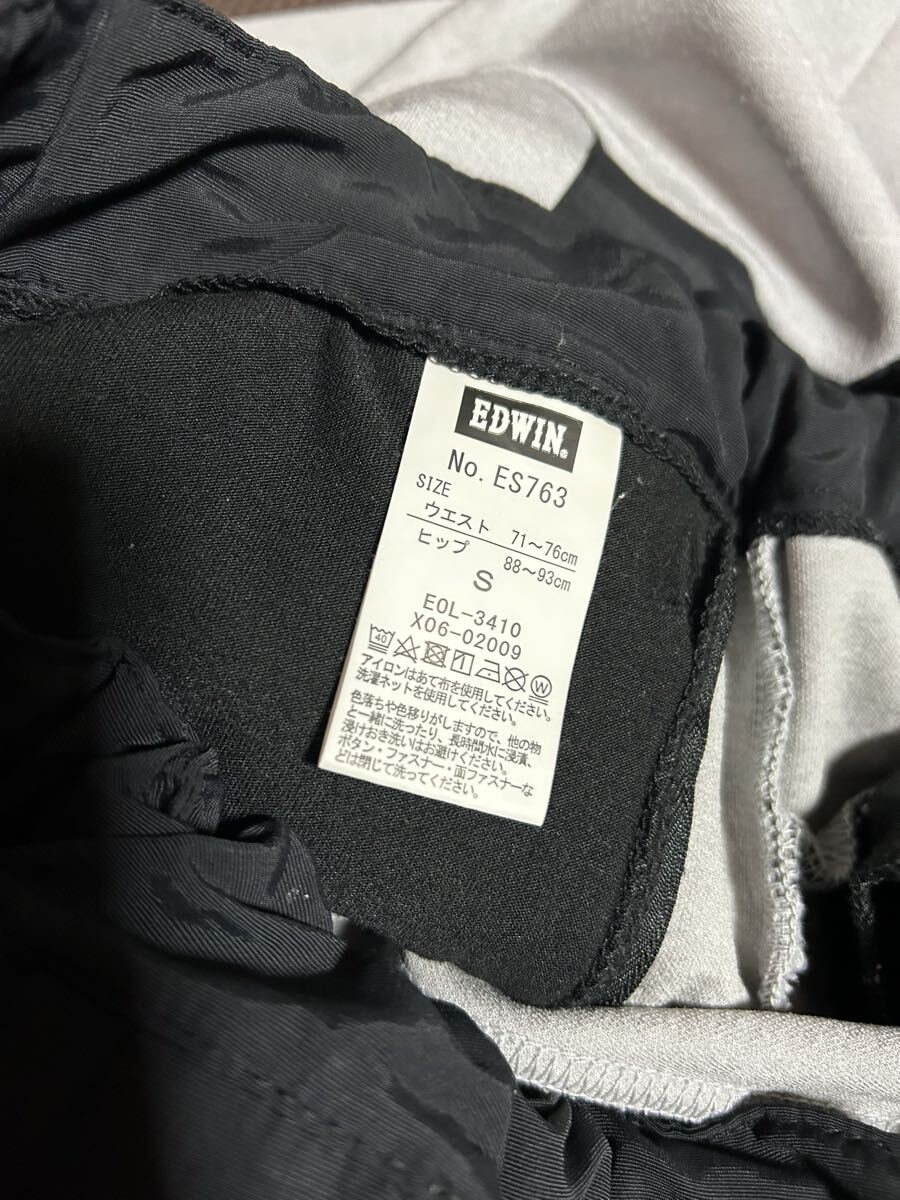 EDWIN®
No. ES763
SIZE
ウエスト 71〜76cm
ヒップ 88〜93cm
S
EOL-3410
X06-02009
40 W
アイロンはあて布を使用してください。
洗濯ネットを使用してください。
色落ちや色移りがしますので、他の物
と一緒に洗ったり、長時間水に浸漬、
浸けおき洗いはお避けください。
ボタン・ファスナー・面ファスナーな
どは閉じて洗ってください。